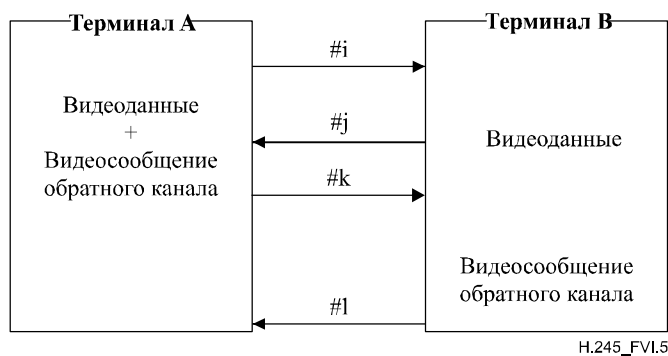 Терминал А
Терминал В
#i
Видеоданные
+
Видеосообщение
обратного канала
#j
Видеоданные
#k
Видеосообщение
обратного канала
#l
H.245_FVI.5